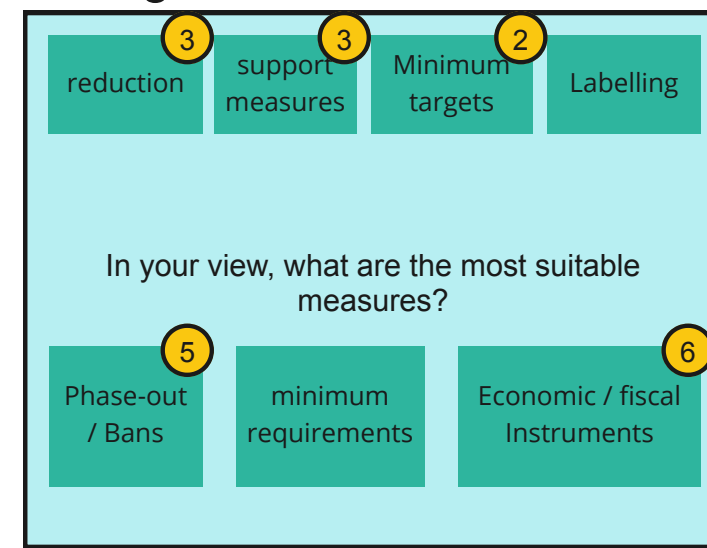 3
3
2
reduction
support
measures
Minimum
targets
Labelling
In your view, what are the most suitable
measures?
5
6
Phase-out
/ Bans
minimum
requirements
Economic / fiscal
Instruments